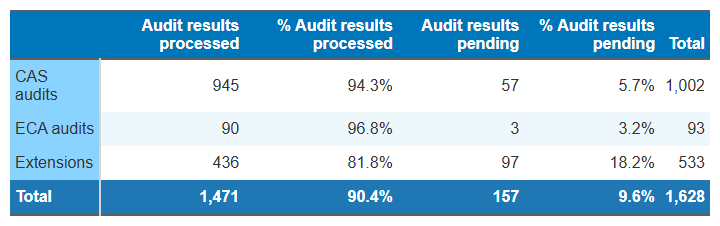 Audit results processed % Audit results processed Audit results pending % Audit results pending Total
CAS audits 945 94.3% 57 5.7% 1,002
ECA audits 90 96.8% 3 3.2% 93
Extensions 436 81.8% 97 18.2% 533
Total 1,471 90.4% 157 9.6% 1,628